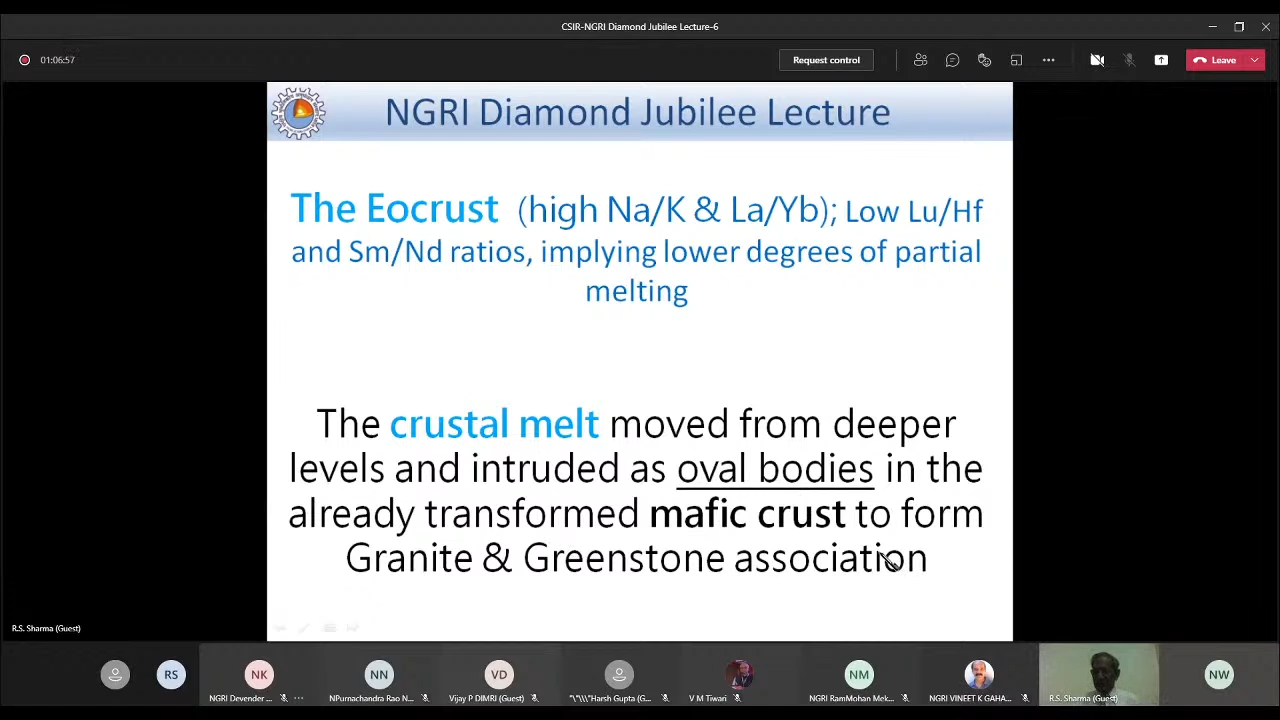 CSIR-NGRI Diamond Jubilee Lecture-6
01:06:57
Request control
Leave
NGRI Diamond Jubilee Lecture
The Eocrust (high Na/K & La/Yb); Low Lu/Hf
and Sm/Nd ratios, implying lower degrees of partial
melting
The crustal melt moved from deeper
levels and intruded as oval bodies in the
already transformed mafic crust to form
Granite & Greenstone association
R.S. Sharma (Guest)
RS
NK
NN
VD
NM
NW
NGRI Devender ...
NPurnachandra Rao N...
Vijay P DIMRI (Guest)
"\"\\\"Harsh Gupta (G...
V M Tiwari
NGRI RamMohan Mek...
NGRI VINEET K GAHA...
R.S. Sharma (Guest)